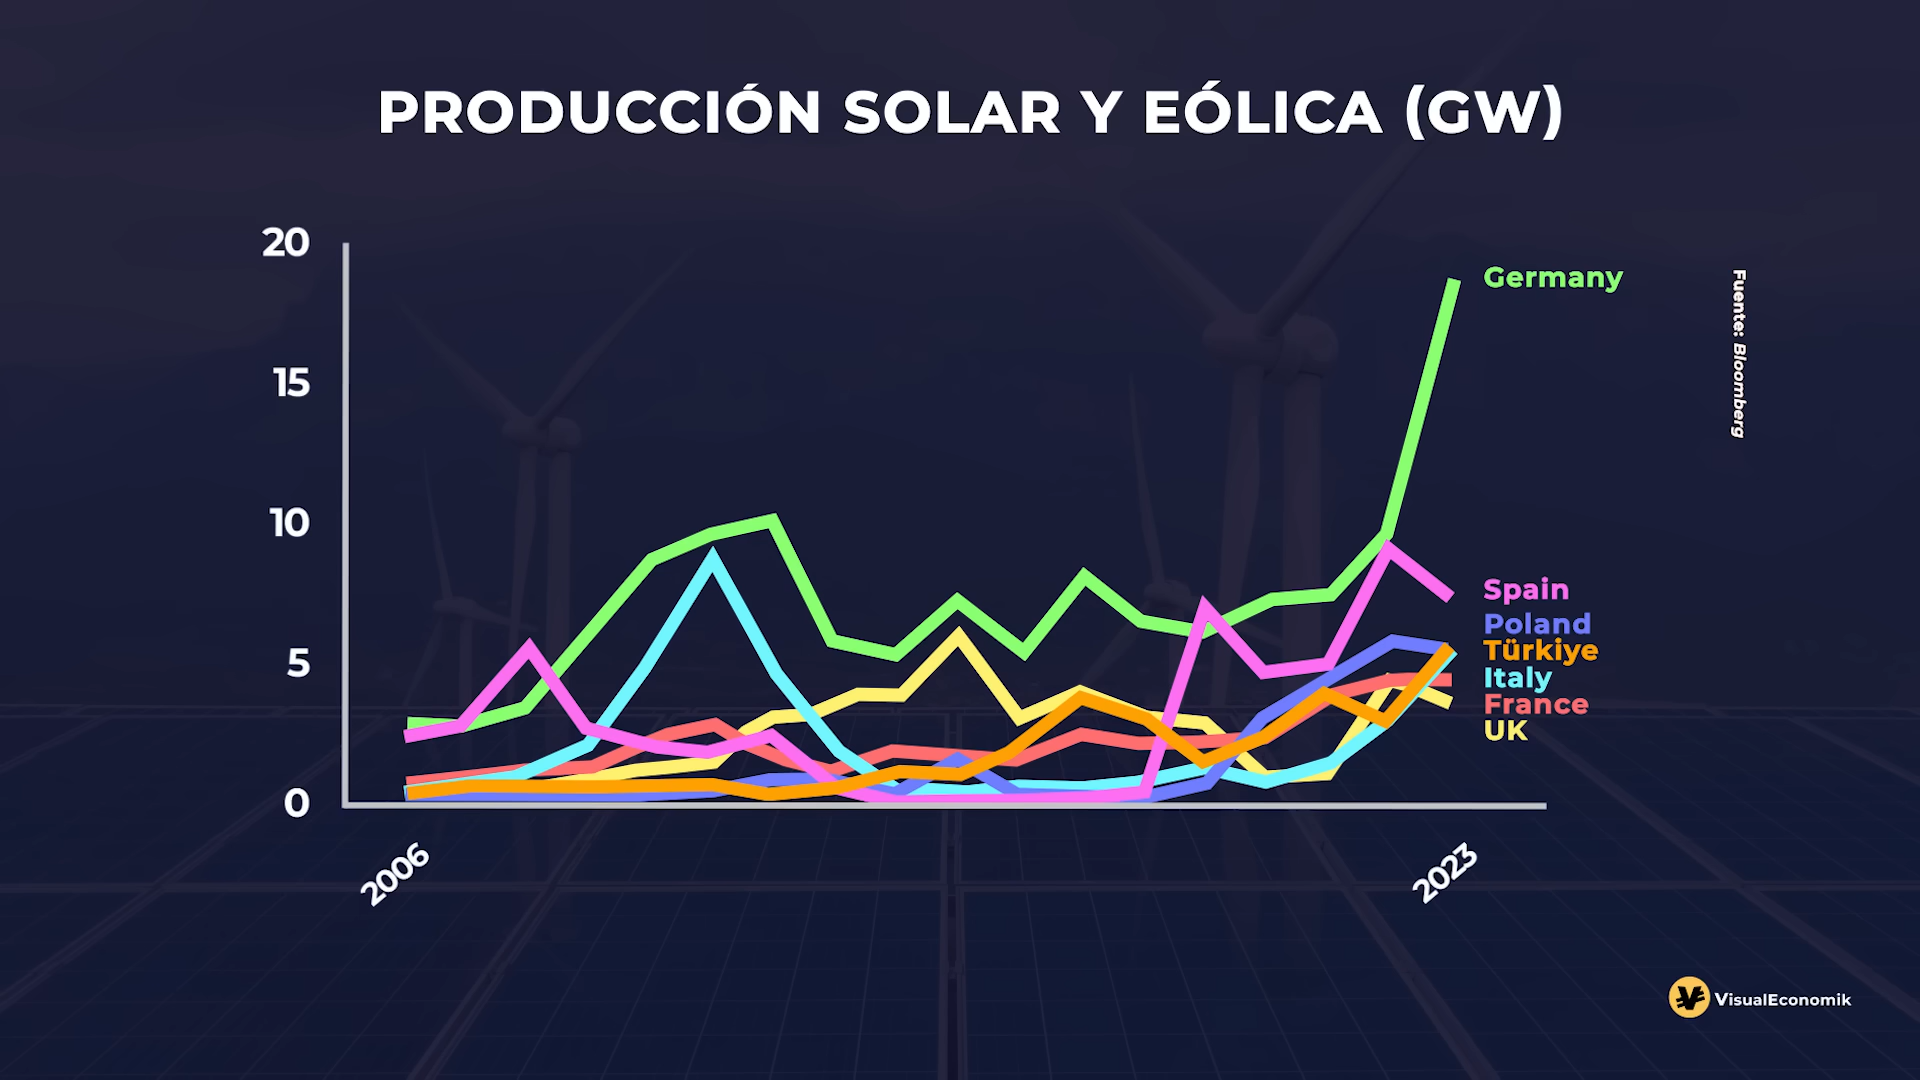 PRODUCCIÓN SOLAR Y EÓLICA (GW)
20
15
10
5
0
2006
2023
Germany
Spain
Poland
Türkiye
Italy
France
UK
Fuente: Bloomberg
VisualEconomik